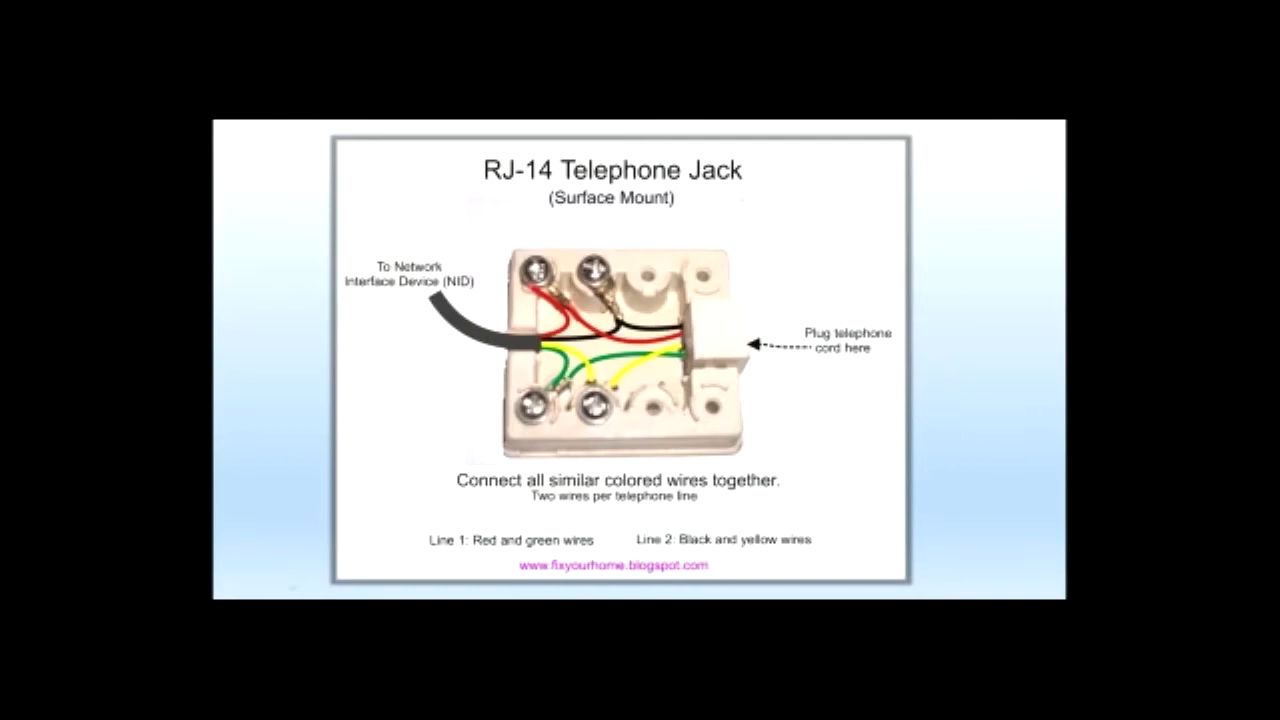 RJ-14 Telephone Jack
(Surface Mount)
To Network
Interface Device (NID)
Plug telephone
cord here
Connect all similar colored wires together.
Two wires per telephone line
Line 1: Red and green wires
Line 2: Black and yellow wires
www.fixyourhome.blogspot.com